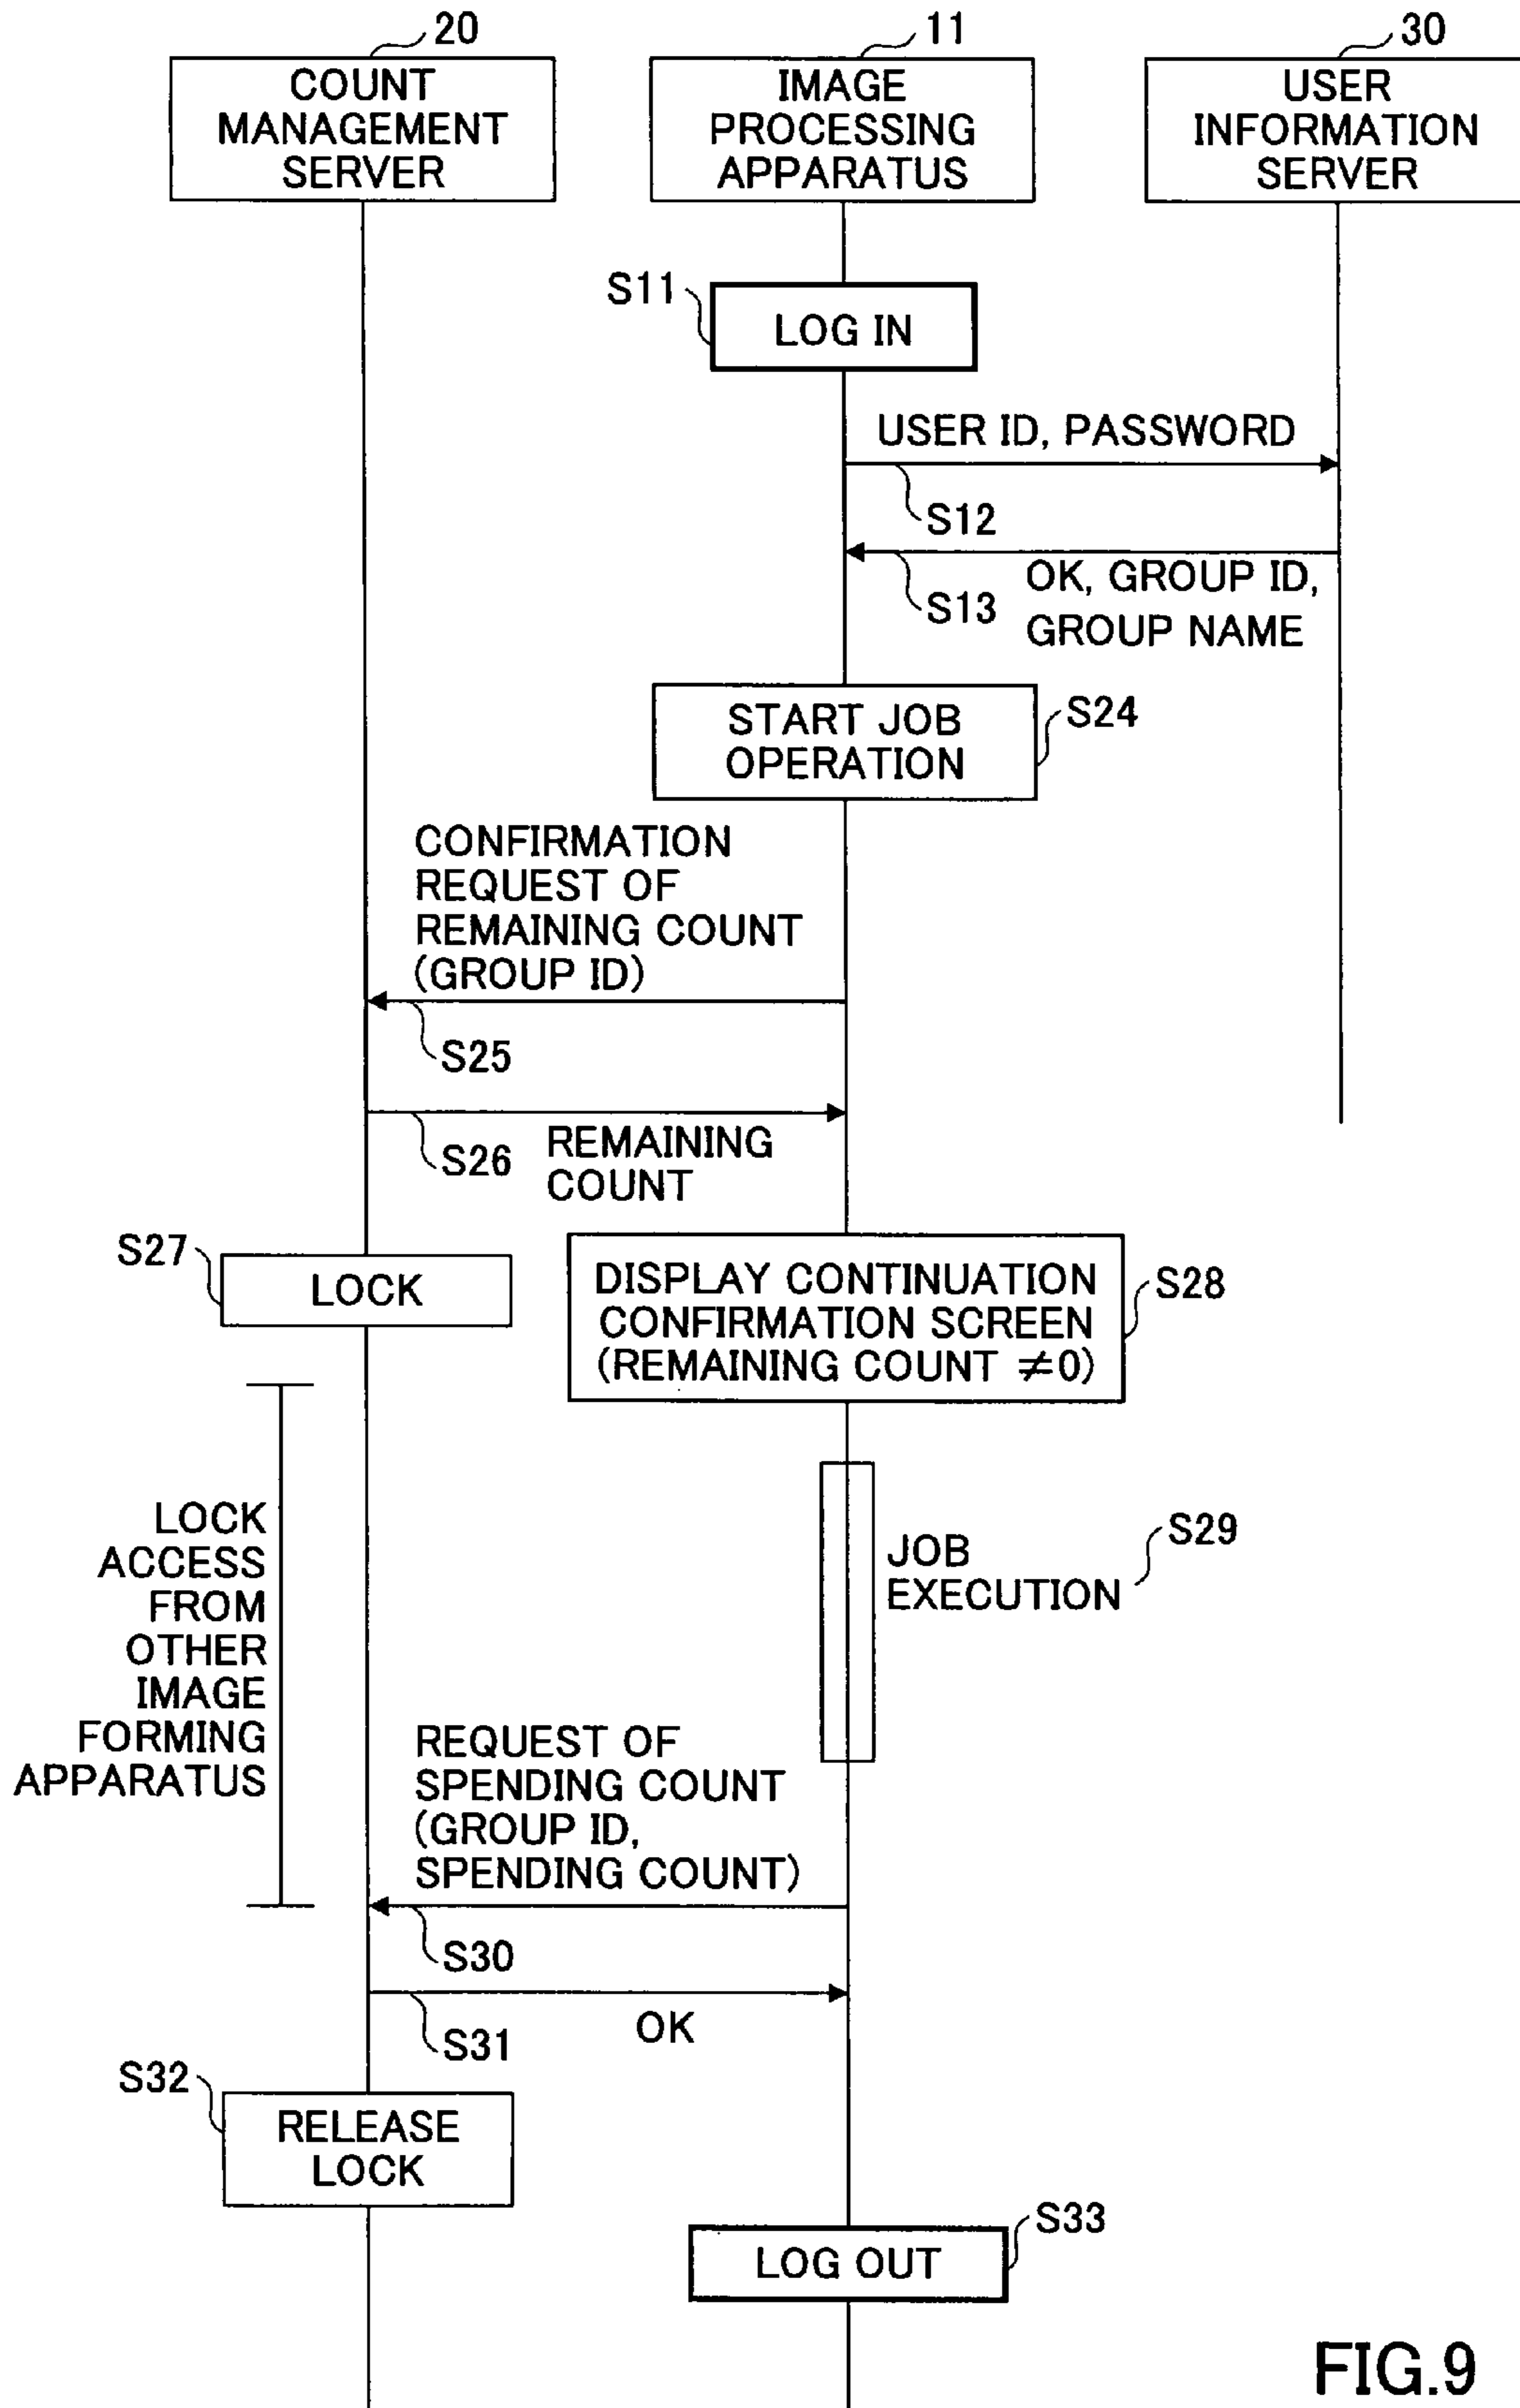 20
COUNT
MANAGEMENT
SERVER
11
IMAGE
PROCESSING
APPARATUS
30
USER
INFORMATION
SERVER
S11
LOG IN
USER ID, PASSWORD
S12
OK, GROUP ID,
GROUP NAME
S13
START JOB
OPERATION
S24
CONFIRMATION
REQUEST OF
REMAINING COUNT
(GROUP ID)
S25
S26
REMAINING
COUNT
S27
LOCK
DISPLAY CONTINUATION
CONFIRMATION SCREEN
(REMAINING COUNT ≠0)
S28
LOCK
ACCESS
FROM
OTHER
IMAGE
FORMING
APPARATUS
JOB
EXECUTION
S29
REQUEST OF
SPENDING COUNT
(GROUP ID,
SPENDING COUNT)
S30
S31
OK
S32
RELEASE
LOCK
S33
LOG OUT
FIG.9